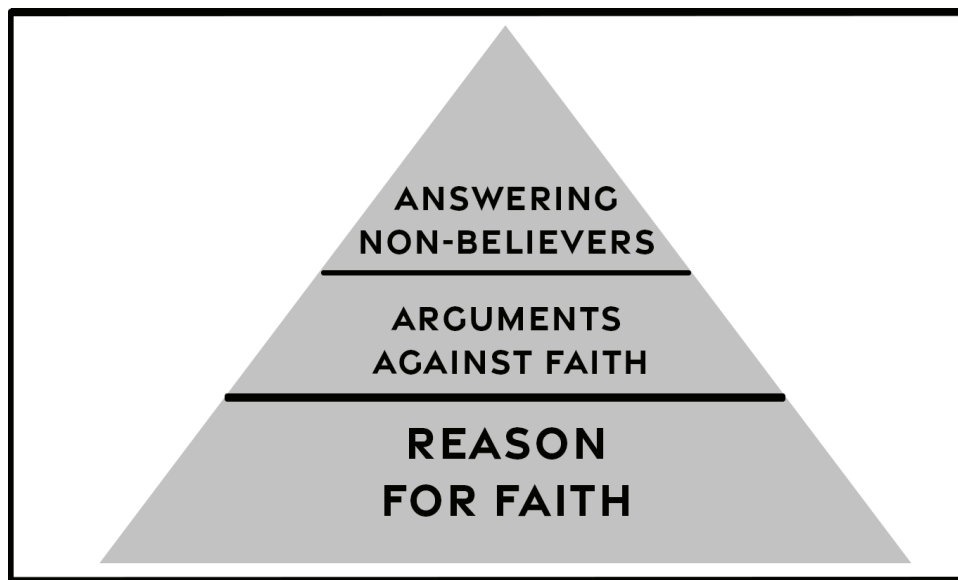 ANSWERING
NON-BELIEVERS
ARGUMENTS
AGAINST FAITH
REASON
FOR FAITH